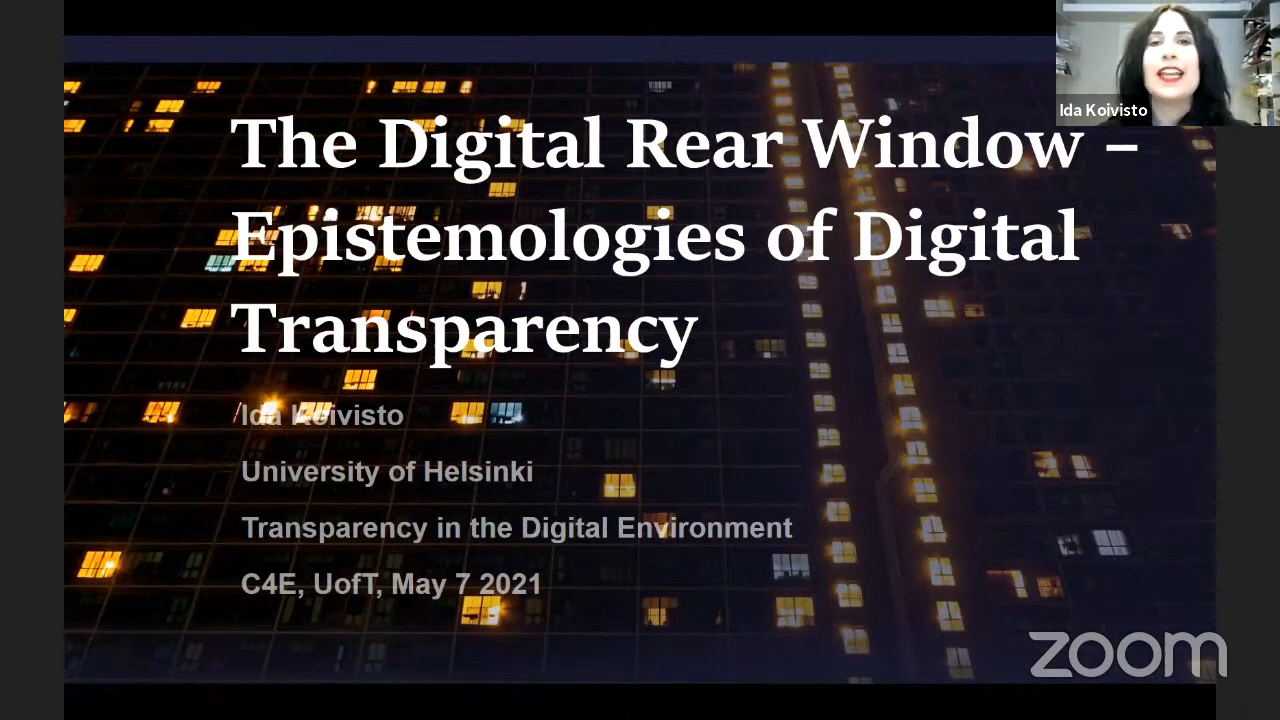 Ida Koivisto
The Digital Rear Window –
Epistemologies of Digital
Transparency
Ida Koivisto
University of Helsinki
Transparency in the Digital Environment
C4E, UofT, May 7 2021
zoom